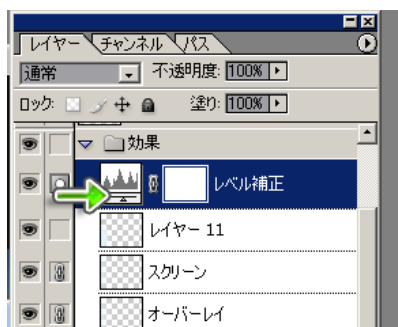 レイヤー チャンネル パス
通常 不透明度: 100%
ロック: 塗り: 100%
効果
レベル補正
レイヤー 11
スクリーン
オーバーレイ